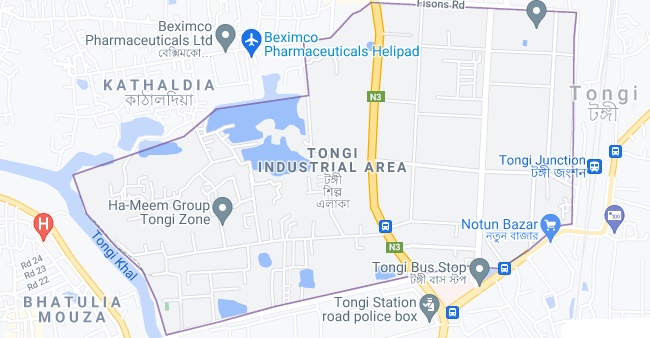 Fisons Rd
Beximco
Pharmaceuticals Ltd
বেক্সিমকো...
Beximco
Pharmaceuticals Helipad
KATHALDIA
কাঠালদিয়া
N3
Tongi
টঙ্গী
TONGI
INDUSTRIAL AREA
টঙ্গী
শিল্প
এলাকা
Tongi Junction
টঙ্গী জংশন
Ha-Meem Group
Tongi Zone
Notun Bazar
নতুন বাজার
H
Tongi Khal
N3
Rd 24
Rd 23
Rd 22
Tongi Bus Stop
টঙ্গী বাস স্টপ
BHATULIA
MOUZA
Tongi Station
road police box